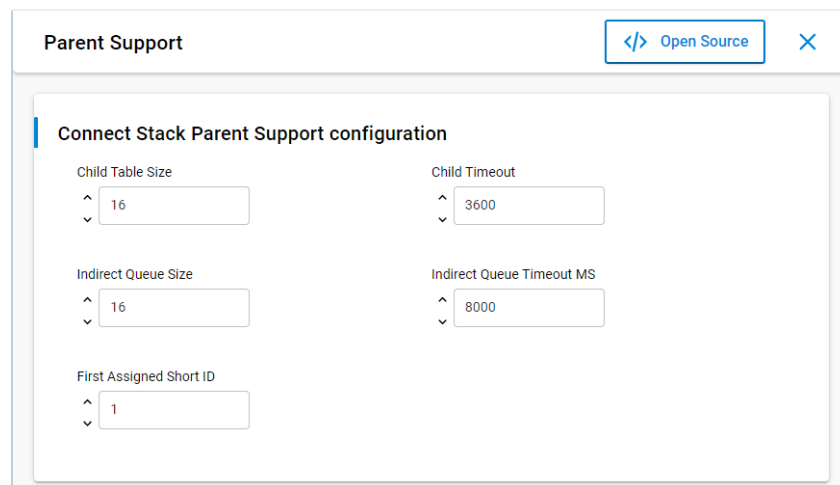 Parent Support
</> Open Source
Connect Stack Parent Support configuration
Child Table Size
Child Timeout
16
3600
Indirect Queue Size
Indirect Queue Timeout MS
16
8000
First Assigned Short ID
1